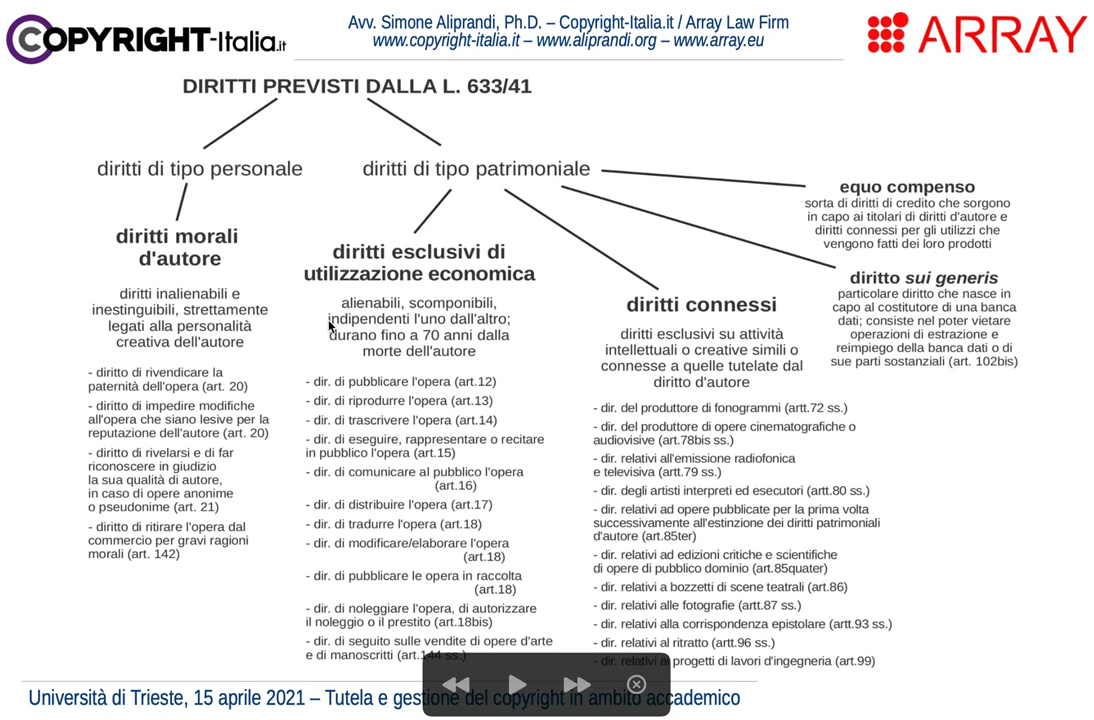 COPYRIGHT-Italia.it
Avv. Simone Aliprandi, Ph.D. – Copyright-Italia.it / Array Law Firm
www.copyright-italia.it – www.aliprandi.org – www.array.eu
ARRAY
DIRITTI PREVISTI DALLA L. 633/41
diritti di tipo personale
diritti morali
d'autore
diritti inalienabili e
inestinguibili, strettamente
legati alla personalità
creativa dell'autore
- diritto di rivendicare la
paternità dell'opera (art. 20)
- diritto di impedire modifiche
all'opera che siano lesive per la
reputazione dell'autore (art. 20)
- diritto di rivelarsi e di far
riconoscere in giudizio
la sua qualità di autore,
in caso di opere anonime
o pseudonime (art. 21)
- diritto di ritirare l'opera dal
commercio per gravi ragioni
morali (art. 142)
diritti di tipo patrimoniale
diritti esclusivi di
utilizzazione economica
alienabili, scomponibili,
indipendenti l'uno dall'altro;
durano fino a 70 anni dalla
morte dell'autore
- dir. di pubblicare l'opera (art.12)
- dir. di riprodurre l'opera (art.13)
- dir. di trascrivere l'opera (art.14)
- dir. di eseguire, rappresentare o recitare
in pubblico l'opera (art.15)
- dir. di comunicare al pubblico l'opera
(art.16)
- dir. di distribuire l'opera (art.17)
- dir. di tradurre l'opera (art.18)
- dir. di modificare/elaborare l'opera
(art.18)
- dir. di pubblicare le opera in raccolta
(art.18)
- dir. di noleggiare l'opera, di autorizzare
il noleggio o il prestito (art.18bis)
- dir. di seguito sulle vendite di opere d'arte
e di manoscritti (art.144 ss.)
diritti connessi
diritti esclusivi su attività
intellettuali o creative simili o
connesse a quelle tutelate dal
diritto d'autore
- dir. del produttore di fonogrammi (artt.72 ss.)
- dir. del produttore di opere cinematografiche o
audiovisive (art.78bis ss.)
- dir. relativi all'emissione radiofonica
e televisiva (artt.79 ss.)
- dir. degli artisti interpreti ed esecutori (artt.80 ss.)
- dir. relativi ad opere pubblicate per la prima volta
successivamente all'estinzione dei diritti patrimoniali
d'autore (art.85ter)
- dir. relativi ad edizioni critiche e scientifiche
di opere di pubblico dominio (art.85quater)
- dir. relativi a bozzetti di scene teatrali (art.86)
- dir. relativi alle fotografie (artt.87 ss.)
- dir. relativi alla corrispondenza epistolare (artt.93 ss.)
- dir. relativi al ritratto (artt.96 ss.)
- dir. relativi ai progetti di lavori d'ingegneria (art.99)
equo compenso
sorta di diritti di credito che sorgono
in capo ai titolari di diritti d'autore e
diritti connessi per gli utilizzi che
vengono fatti dei loro prodotti
diritto sui generis
particolare diritto che nasce in
capo al costitutore di una banca
dati; consiste nel poter vietare
operazioni di estrazione e
reimpiego della banca dati o di
sue parti sostanziali (art. 102bis)
Università di Trieste, 15 aprile 2021 – Tutela e gestione del copyright in ambito accademico